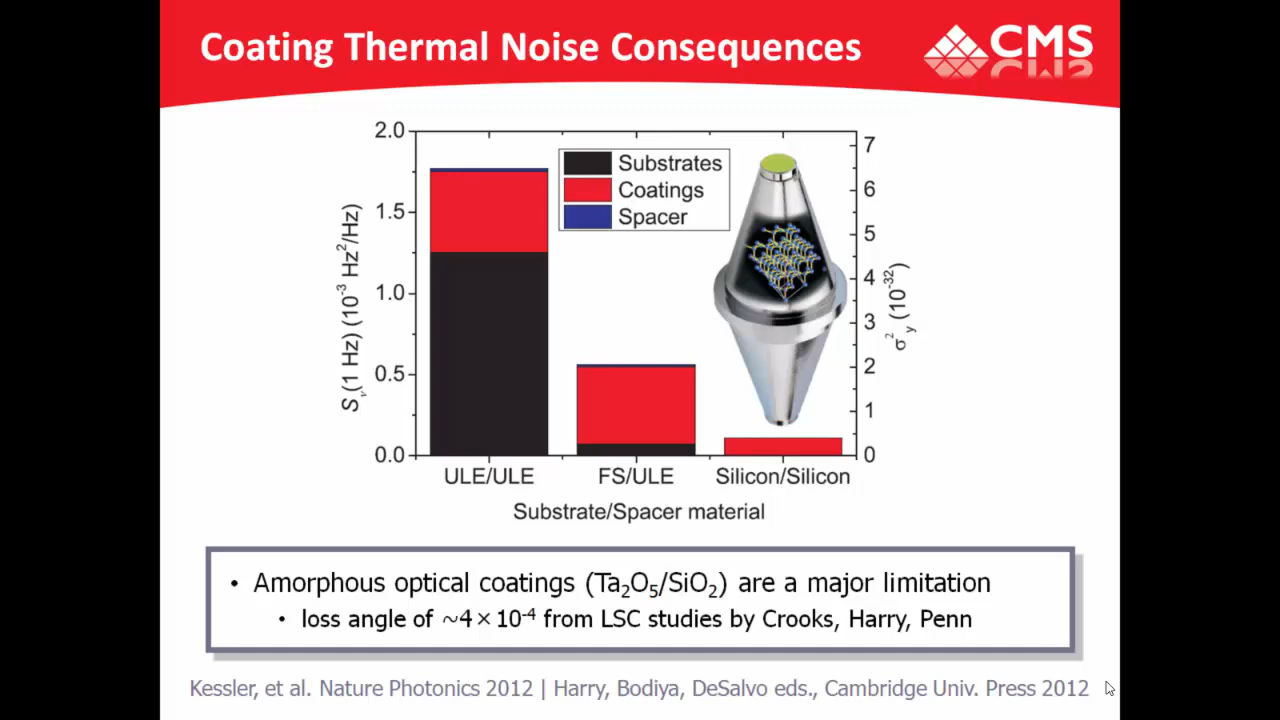 Coating Thermal Noise Consequences
CMS
2.0
1.5
1.0
0.5
0.0
Sν(1 Hz) (10⁻³ Hz²/Hz)
Substrates
Coatings
Spacer
7
6
5
4
3
2
1
0
σ²y (10⁻³²)
ULE/ULE FS/ULE Silicon/Silicon
Substrate/Spacer material
• Amorphous optical coatings (Ta₂O₅/SiO₂) are a major limitation
• loss angle of ~4×10⁻⁴ from LSC studies by Crooks, Harry, Penn
Kessler, et al. Nature Photonics 2012 | Harry, Bodiya, DeSalvo eds., Cambridge Univ. Press 2012